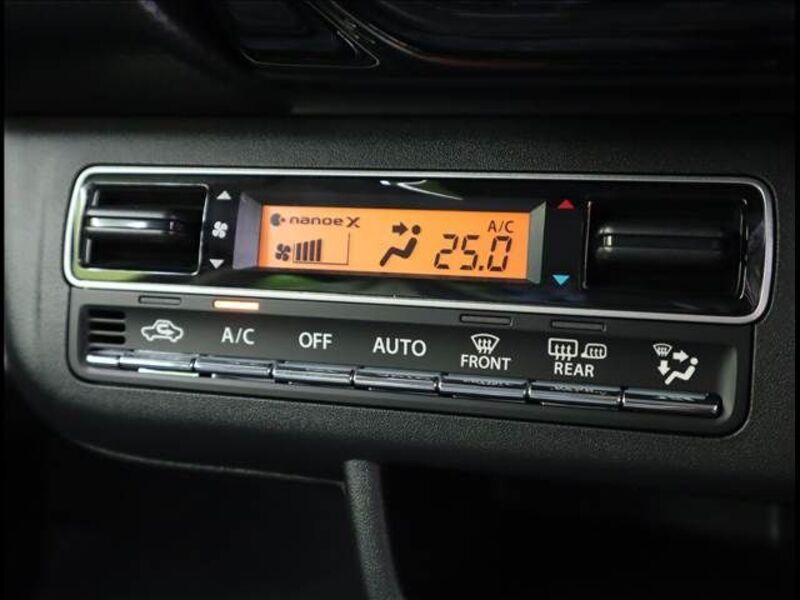 nanoe X
A/C
25.0
A/C
OFF
AUTO
FRONT
REAR